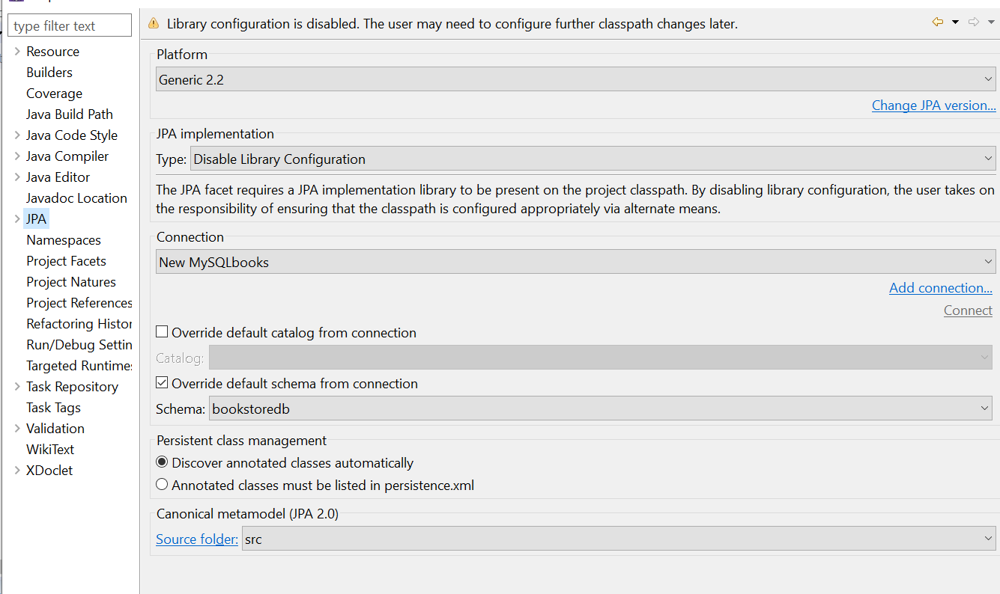 type filter text
Resource
Builders
Coverage
Java Build Path
Java Code Style
Java Compiler
Java Editor
Javadoc Location
JPA
Namespaces
Project Facets
Project Natures
Project References
Refactoring Histor
Run/Debug Settin
Targeted Runtime
Task Repository
Task Tags
Validation
WikiText
XDoclet
Library configuration is disabled. The user may need to configure further classpath changes later.
Platform
Generic 2.2
Change JPA version...
JPA implementation
Type: Disable Library Configuration
The JPA facet requires a JPA implementation library to be present on the project classpath. By disabling library configuration, the user takes on
the responsibility of ensuring that the classpath is configured appropriately via alternate means.
Connection
New MySQLbooks
Add connection...
Connect
Override default catalog from connection
Catalog:
Override default schema from connection
Schema: bookstoredb
Persistent class management
Discover annotated classes automatically
Annotated classes must be listed in persistence.xml
Canonical metamodel (JPA 2.0)
Source folder: src